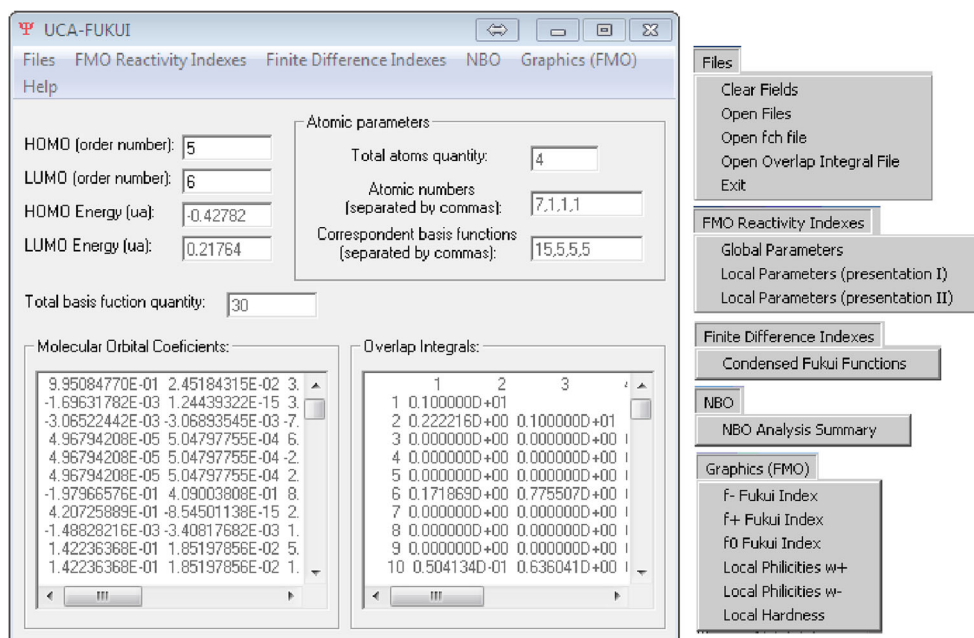 Ψ UCA-FUKUI
Files FMO Reactivity Indexes Finite Difference Indexes NBO Graphics (FMO)
Help
HOMO (order number): 5
LUMO (order number): 6
HOMO Energy (ua): -0.42782
LUMO Energy (ua): 0.21764
Atomic parameters
Total atoms quantity: 4
Atomic numbers
(separated by commas): 7,1,1,1
Correspondent basis functions
(separated by commas): 15,5,5,5
Total basis fuction quantity: 30
Molecular Orbital Coeficients:
9.95084770E-01 2.45184315E-02 3.
-1.69631782E-03 1.24439322E-15 3.
-3.06522442E-03 -3.06893545E-03 -7.
4.96794208E-05 5.04797755E-04 6.
4.96794208E-05 5.04797755E-04 -2.
4.96794208E-05 5.04797755E-04 2.
-1.97966576E-01 4.09003808E-01 8.
4.20725889E-01 -8.54501138E-15 2.
-1.48828216E-03 -3.40817682E-03 1.
1.42236368E-01 1.85197856E-02 5.
1.42236368E-01 1.85197856E-02 1.
Overlap Integrals:
1 2 3
1 0.100000D+01
2 0.222216D+00 0.100000D+01
3 0.000000D+00 0.000000D+00
4 0.000000D+00 0.000000D+00
5 0.000000D+00 0.000000D+00
6 0.171869D+00 0.775507D+00
7 0.000000D+00 0.000000D+00
8 0.000000D+00 0.000000D+00
9 0.000000D+00 0.000000D+00
10 0.504134D-01 0.636041D+00
Files
Clear Fields
Open Files
Open fch file
Open Overlap Integral File
Exit
FMO Reactivity Indexes
Global Parameters
Local Parameters (presentation I)
Local Parameters (presentation II)
Finite Difference Indexes
Condensed Fukui Functions
NBO
NBO Analysis Summary
Graphics (FMO)
f- Fukui Index
f+ Fukui Index
f0 Fukui Index
Local Philicities w+
Local Philicities w-
Local Hardness